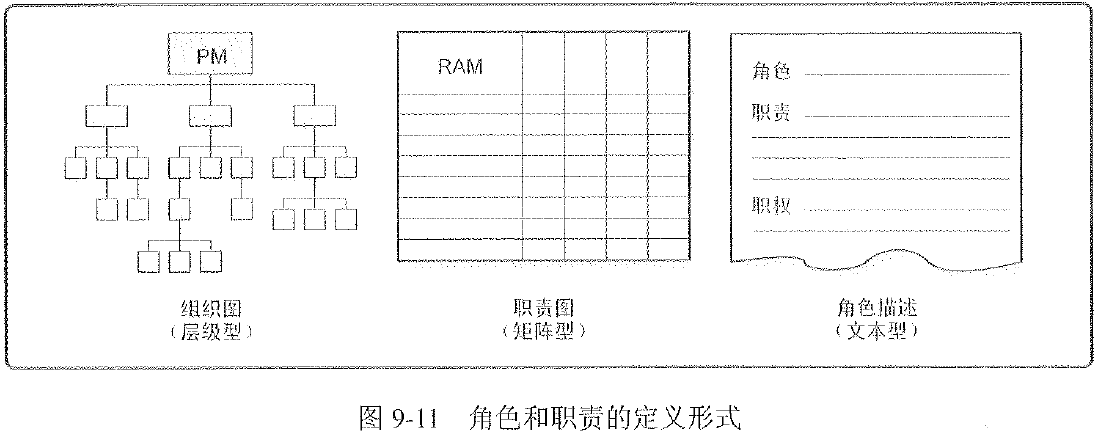 PM
RAM
角色
职责
职权
组织图
（层级型）
职责图
（矩阵型）
角色描述
（文本型）
图 9-11 角色和职责的定义形式